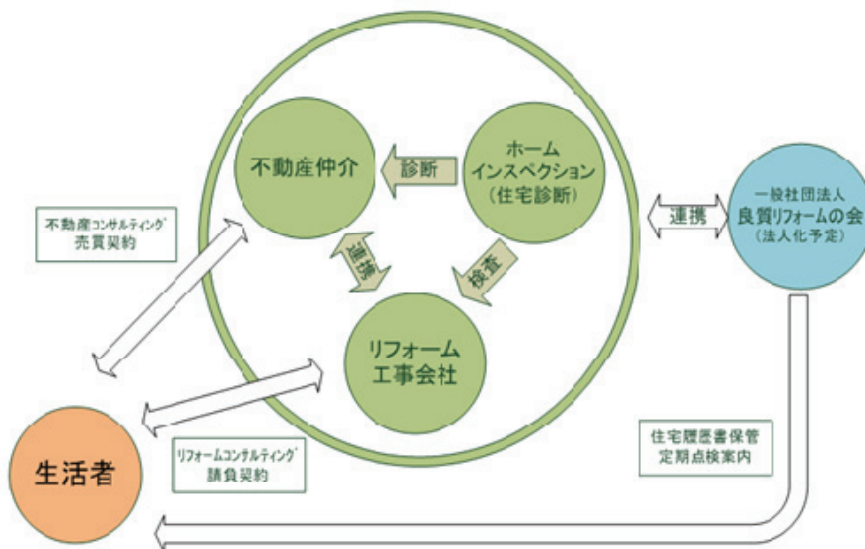 不動産仲介
診断
ホーム
インスペクション
(住宅診断)
一般社団法人
良質リフォームの会
(法人化予定)
連携
不動産コンサルティング
売買契約
連携
検査
リフォーム
工事会社
生活者
リフォームコンサルティング
請負契約
住宅履歴書保管
定期点検案内